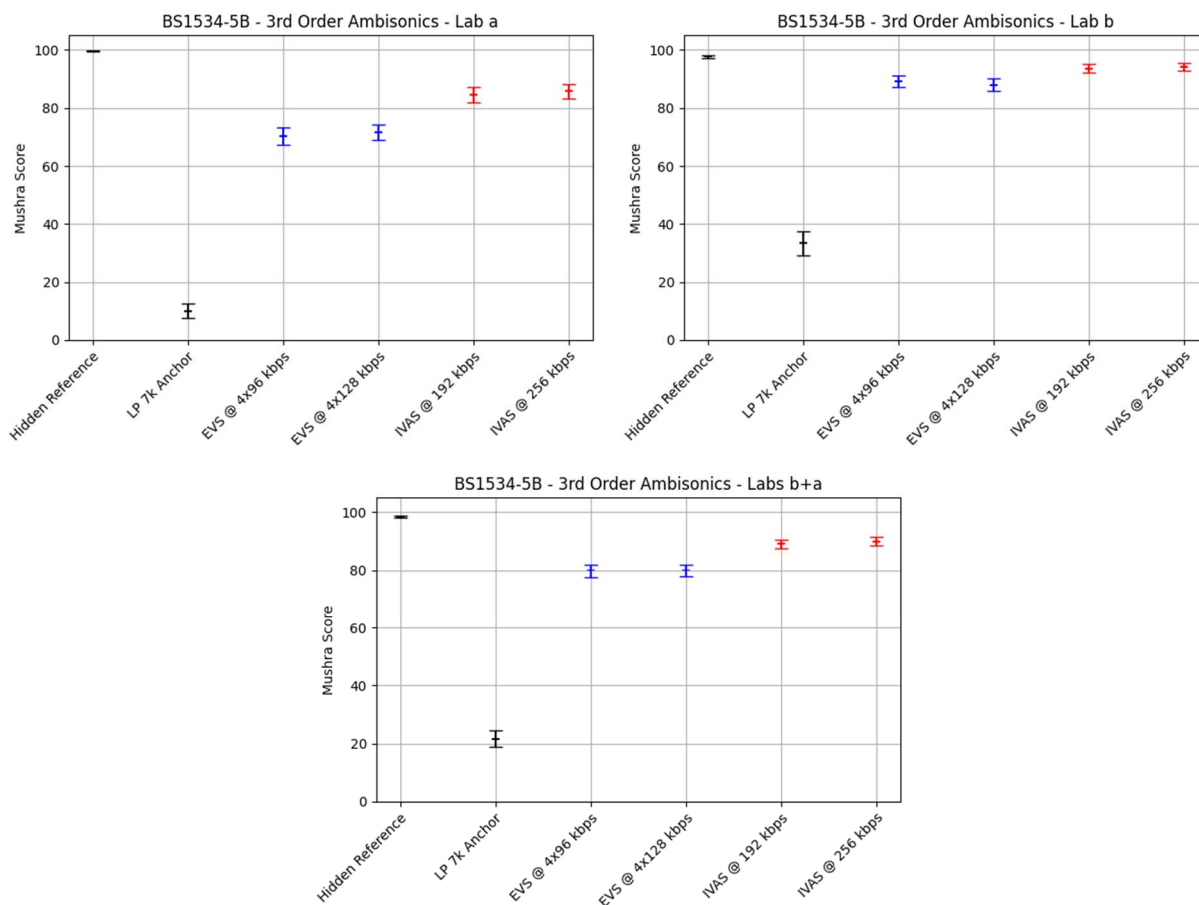 BS1534-5B - 3rd Order Ambisonics - Lab a
Mushra Score
100
80
60
40
20
0
Hidden Reference
LP 7k Anchor
EVS @ 4x96 kbps
EVS @ 4x128 kbps
IVAS @ 192 kbps
IVAS @ 256 kbps
BS1534-5B - 3rd Order Ambisonics - Lab b
Mushra Score
100
80
60
40
20
0
Hidden Reference
LP 7k Anchor
EVS @ 4x96 kbps
EVS @ 4x128 kbps
IVAS @ 192 kbps
IVAS @ 256 kbps
BS1534-5B - 3rd Order Ambisonics - Labs b+a
Mushra Score
100
80
60
40
20
0
Hidden Reference
LP 7k Anchor
EVS @ 4x96 kbps
EVS @ 4x128 kbps
IVAS @ 192 kbps
IVAS @ 256 kbps